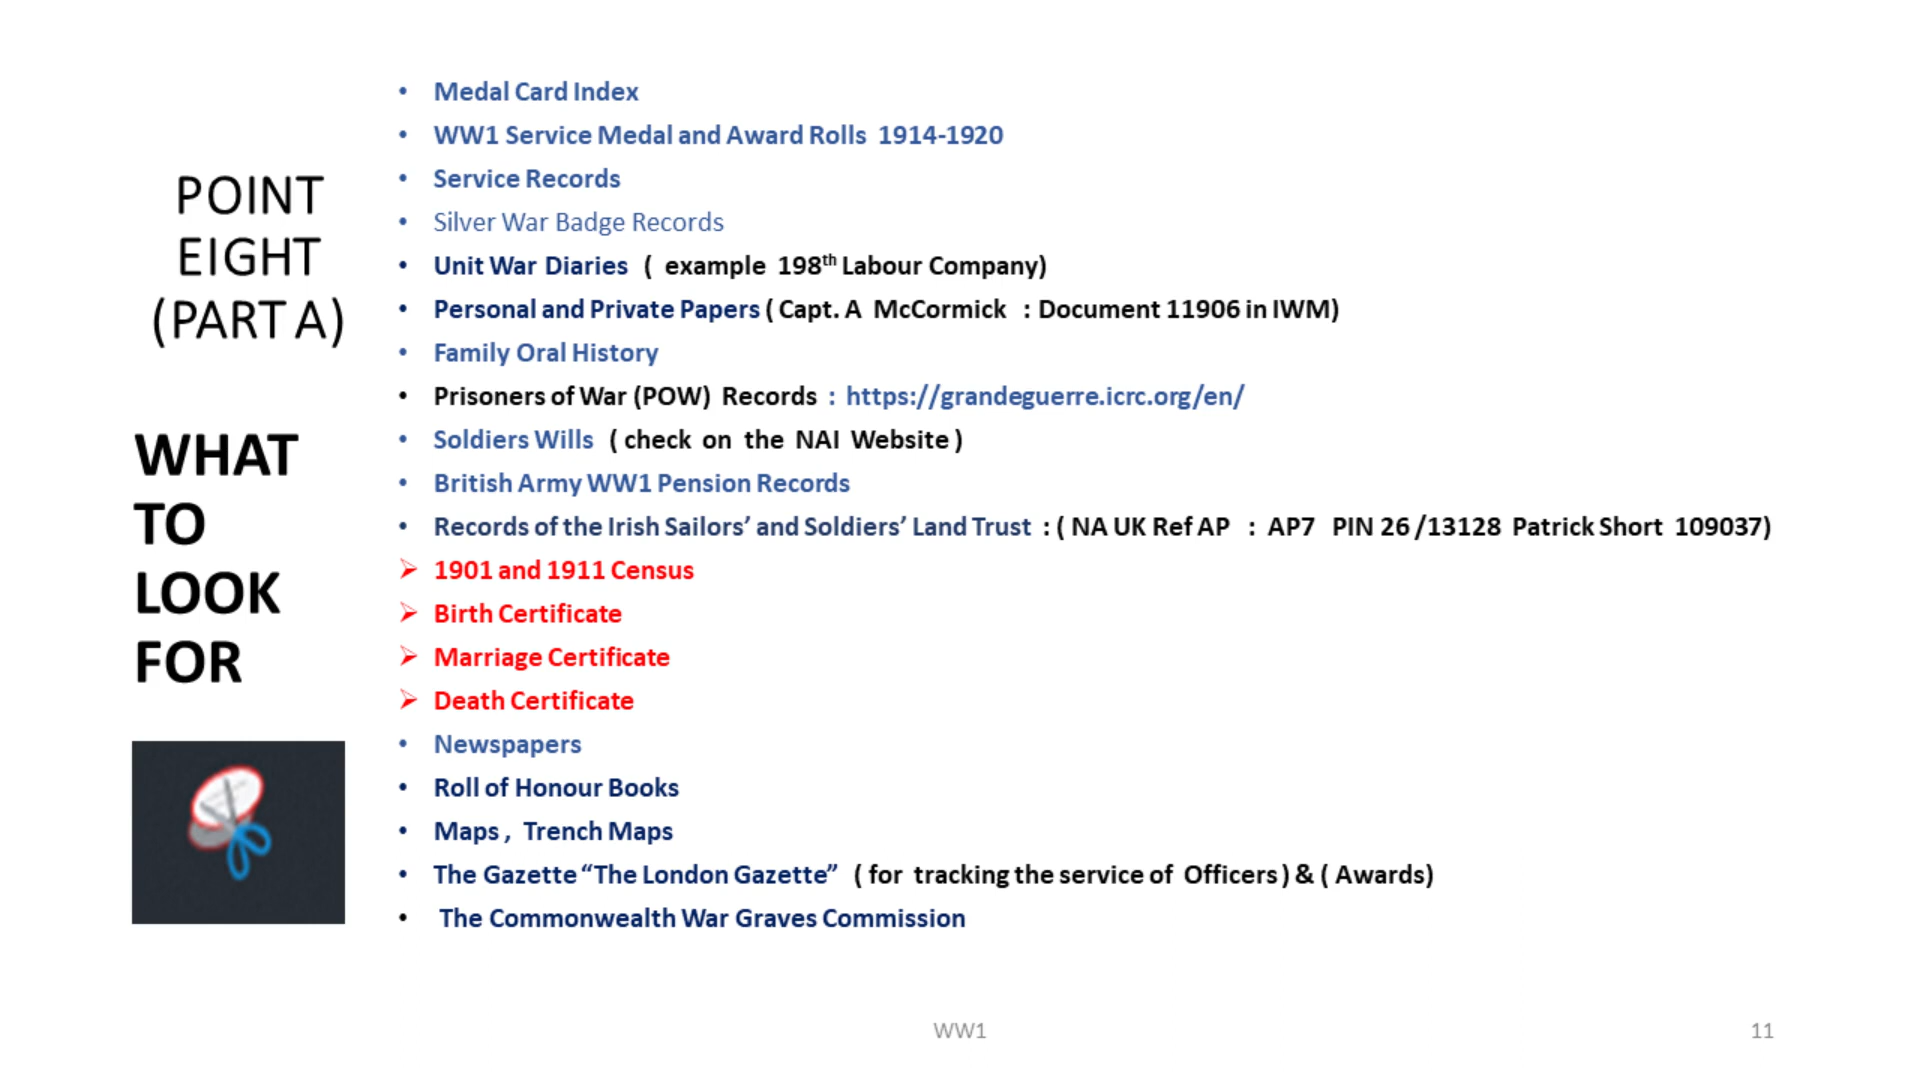 POINT
EIGHT
(PART A)
WHAT
TO
LOOK
FOR
• Medal Card Index
• WW1 Service Medal and Award Rolls 1914-1920
• Service Records
• Silver War Badge Records
• Unit War Diaries ( example 198th Labour Company)
• Personal and Private Papers ( Capt. A McCormick : Document 11906 in IWM)
• Family Oral History
• Prisoners of War (POW) Records : https://grandeguerre.icrc.org/en/
• Soldiers Wills ( check on the NAI Website )
• British Army WW1 Pension Records
• Records of the Irish Sailors’ and Soldiers’ Land Trust : ( NA UK Ref AP : AP7 PIN 26 /13128 Patrick Short 109037)
➢ 1901 and 1911 Census
➢ Birth Certificate
➢ Marriage Certificate
➢ Death Certificate
• Newspapers
• Roll of Honour Books
• Maps , Trench Maps
• The Gazette “The London Gazette” ( for tracking the service of Officers ) & ( Awards)
• The Commonwealth War Graves Commission
WW1
11